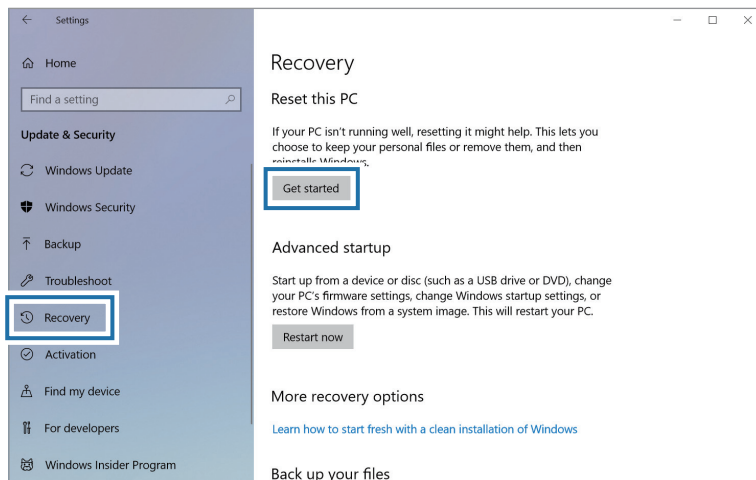 Settings
Home
Find a setting
Update & Security
Windows Update
Windows Security
Backup
Troubleshoot
Recovery
Activation
Find my device
For developers
Windows Insider Program
Recovery
Reset this PC
If your PC isn't running well, resetting it might help. This lets you
choose to keep your personal files or remove them, and then
reinstalls Windows.
Get started
Advanced startup
Start up from a device or disc (such as a USB drive or DVD), change
your PC's firmware settings, change Windows startup settings, or
restore Windows from a system image. This will restart your PC.
Restart now
More recovery options
Learn how to start fresh with a clean installation of Windows
Back up your files